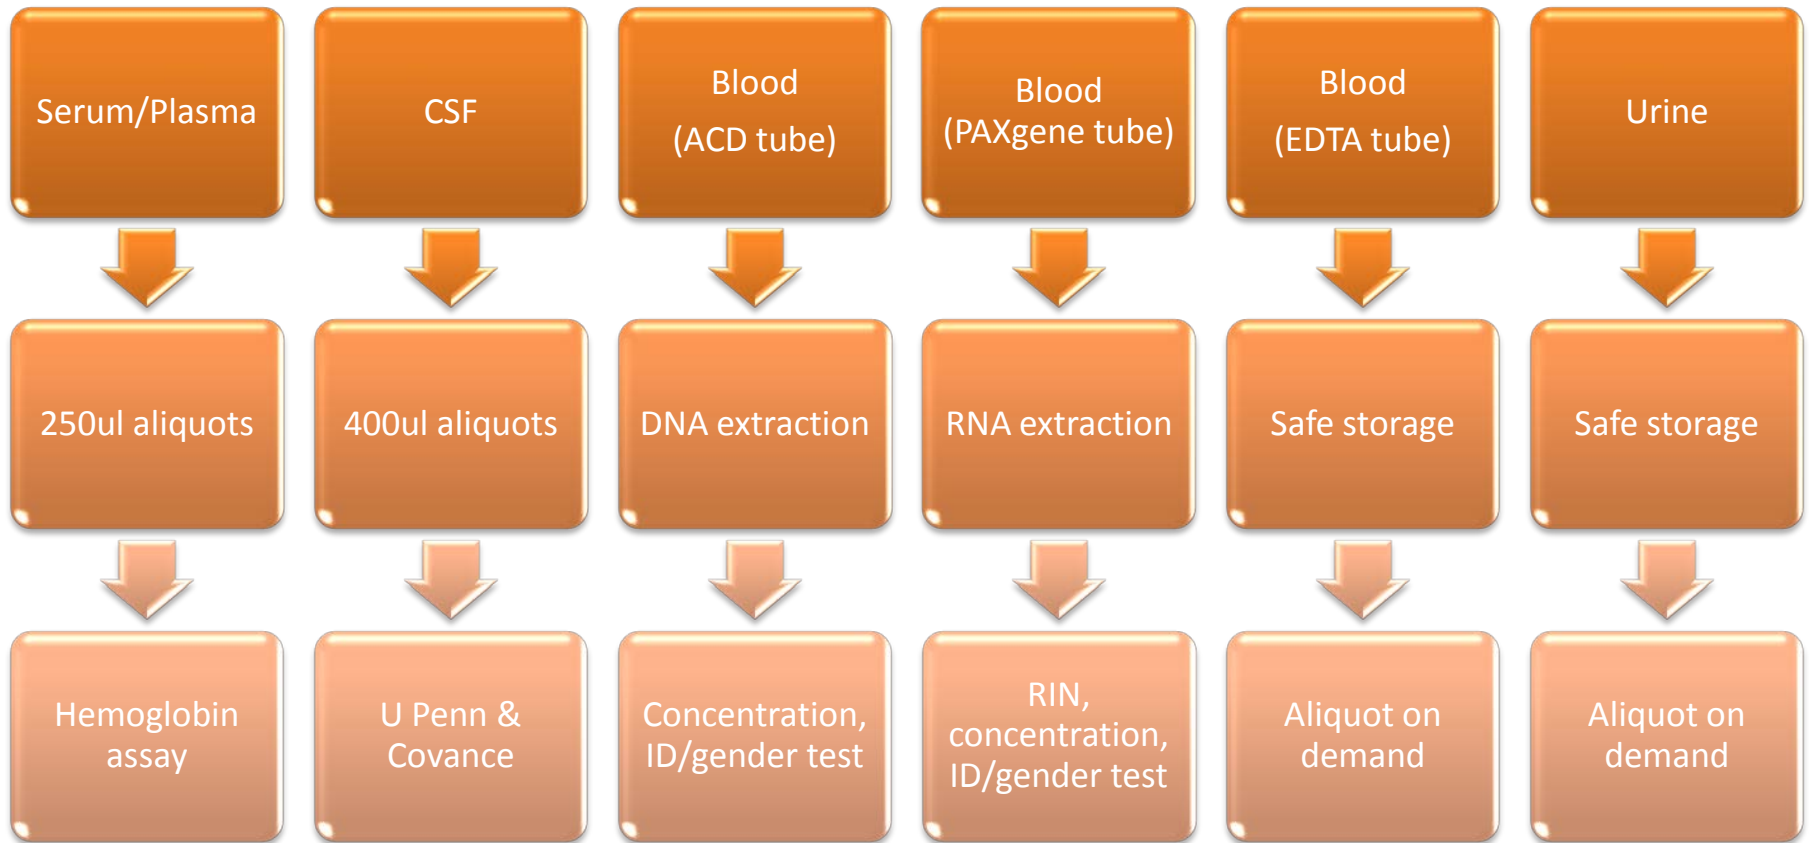 Serum/Plasma
CSF
Blood
(ACD tube)
Blood
(PAXgene tube)
Blood
(EDTA tube)
Urine
250ul aliquots
400ul aliquots
DNA extraction
RNA extraction
Safe storage
Safe storage
Hemoglobin
assay
U Penn &
Covance
Concentration,
ID/gender test
RIN,
concentration,
ID/gender test
Aliquot on
demand
Aliquot on
demand